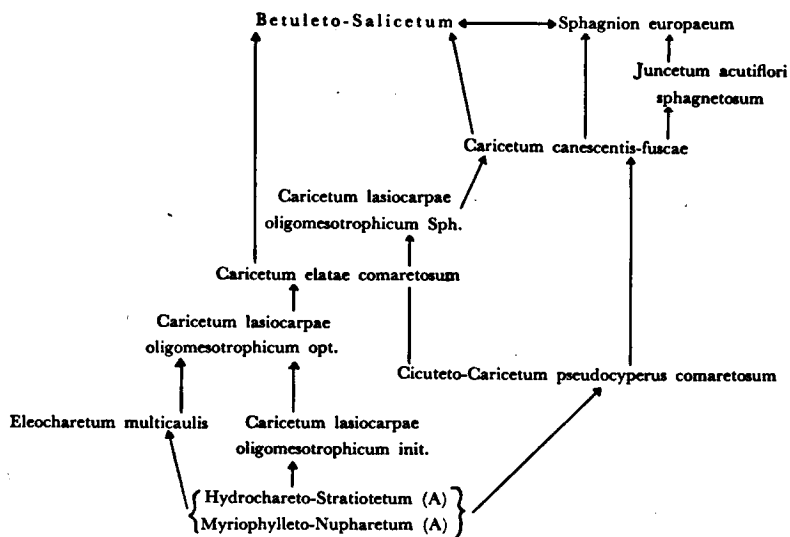 Betuleto-Salicetum
Sphagnion europaeum
Juncetum acutiflori
sphagnetosum
Caricetum canescentis-fuscae
Caricetum lasiocarpae
oligomesotrophicum Sph.
Caricetum elatae comaretosum
Caricetum lasiocarpae
oligomesotrophicum opt.
Cicuteto-Caricetum pseudocyperus comaretosum
Eleocharetum multicaulis
Caricetum lasiocarpae
oligomesotrophicum init.
{Hydrochareto-Stratiotetum (A)}
{Myriophylleto-Nupharetum (A)}